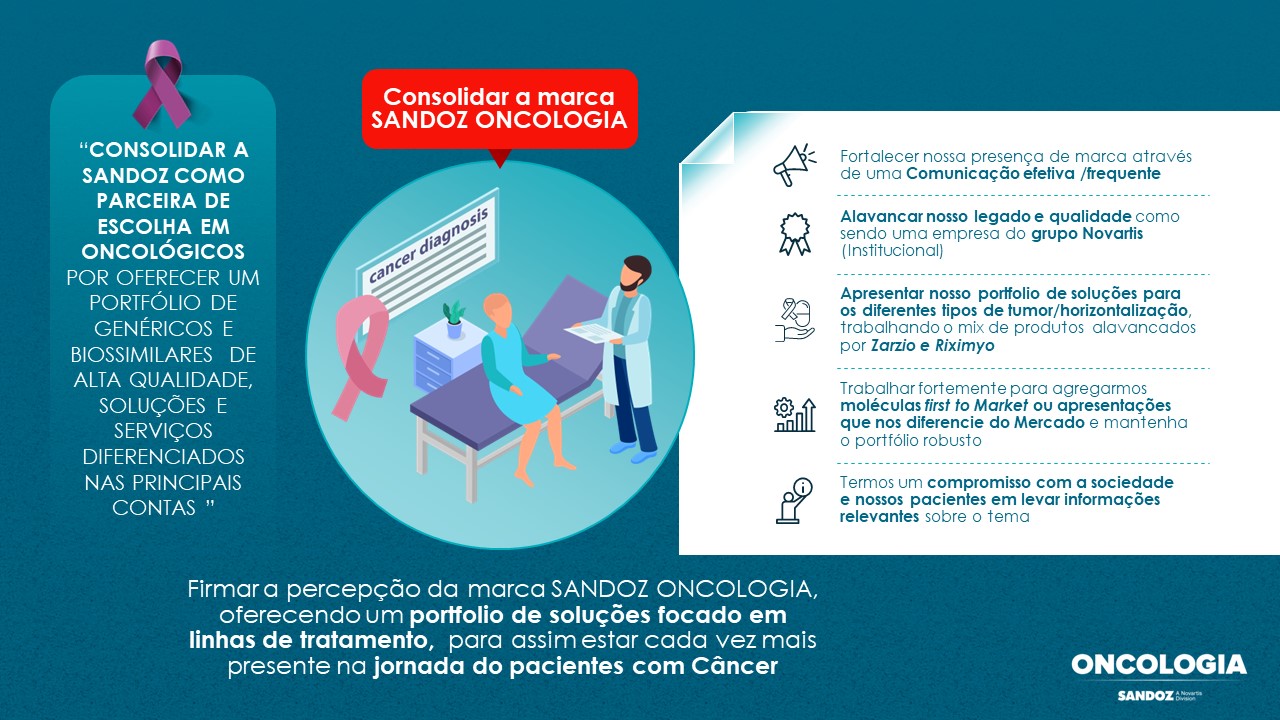 “CONSOLIDAR A
SANDOZ COMO
PARCEIRA DE
ESCOLHA EM
ONCOLÓGICOS
POR OFERECER UM
PORTFÓLIO DE
GENÉRICOS E
BIOSSIMILARES DE
ALTA QUALIDADE,
SOLUÇÕES E
SERVIÇOS
DIFERENCIADOS
NAS PRINCIPAIS
CONTAS ”
Consolidar a marca
SANDOZ ONCOLOGIA
cancer diagnosis
Fortalecer nossa presença de marca através
de uma Comunicação efetiva /frequente
Alavancar nosso legado e qualidade como
sendo uma empresa do grupo Novartis
(Institucional)
Apresentar nosso portfolio de soluções para
os diferentes tipos de tumor/horizontalização,
trabalhando o mix de produtos alavancados
por Zarzio e Riximyo
Trabalhar fortemente para agregarmos
moléculas first to Market ou apresentações
que nos diferencie do Mercado e mantenha
o portfólio robusto
Termos um compromisso com a sociedade
e nossos pacientes em levar informações
relevantes sobre o tema
Firmar a percepção da marca SANDOZ ONCOLOGIA,
oferecendo um portfolio de soluções focado em
linhas de tratamento, para assim estar cada vez mais
presente na jornada do pacientes com Câncer
ONCOLOGIA
SANDOZ A Novartis
Division